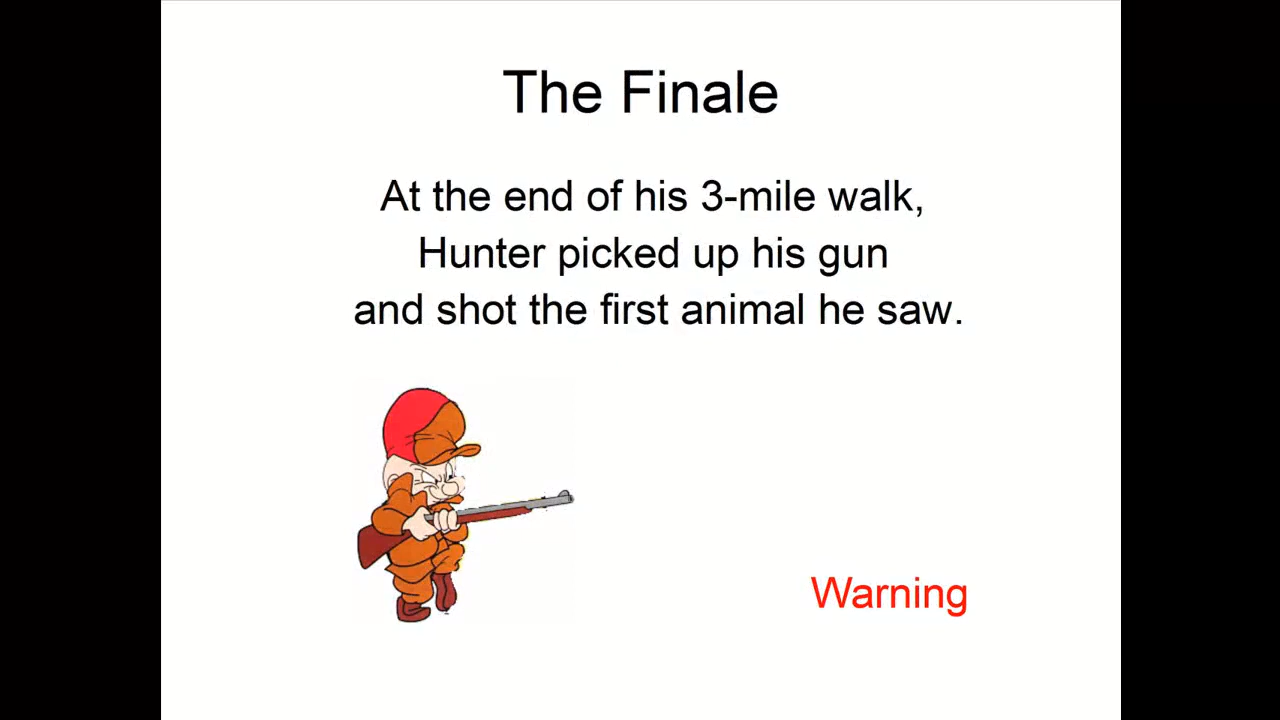 The Finale
At the end of his 3-mile walk,
Hunter picked up his gun
and shot the first animal he saw.
Warning